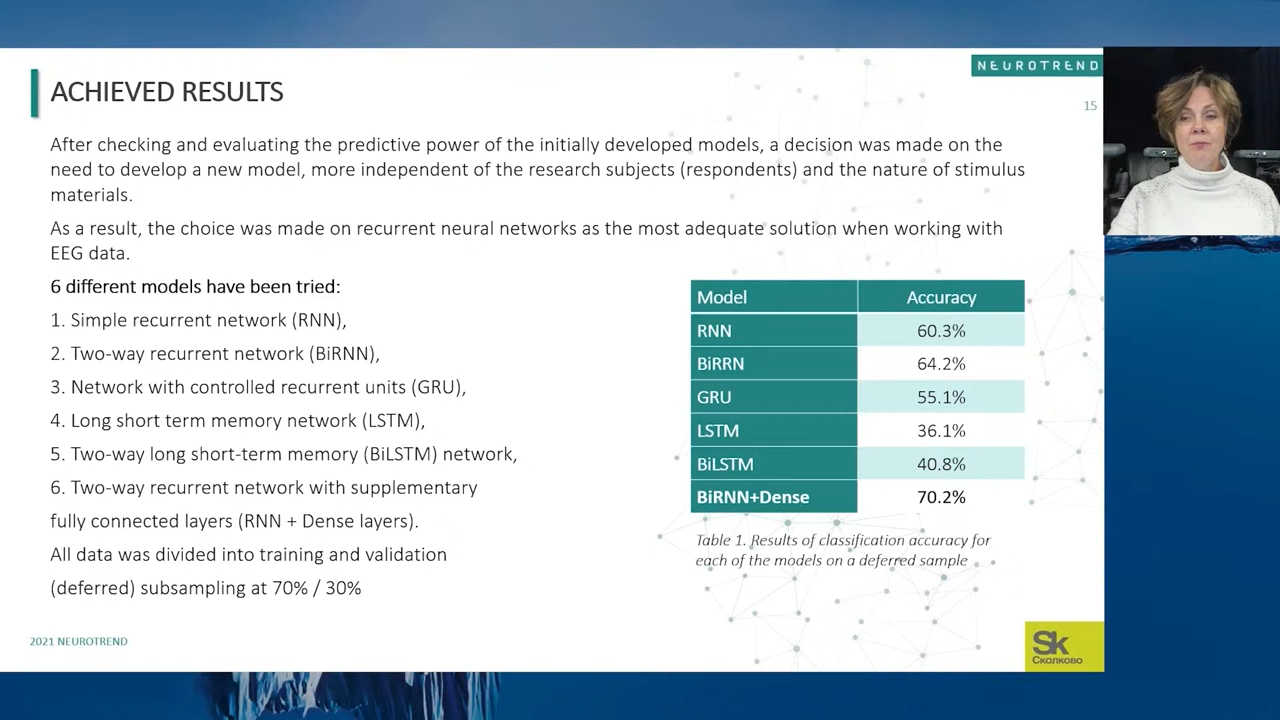 NEUROTREND
ACHIEVED RESULTS
15
After checking and evaluating the predictive power of the initially developed models, a decision was made on the
need to develop a new model, more independent of the research subjects (respondents) and the nature of stimulus
materials.
As a result, the choice was made on recurrent neural networks as the most adequate solution when working with
EEG data.
6 different models have been tried:
1. Simple recurrent network (RNN),
2. Two-way recurrent network (BiRNN),
3. Network with controlled recurrent units (GRU),
4. Long short term memory network (LSTM),
5. Two-way long short-term memory (BiLSTM) network,
6. Two-way recurrent network with supplementary
fully connected layers (RNN + Dense layers).
All data was divided into training and validation
(deferred) subsampling at 70% / 30%
Model Accuracy
RNN 60.3%
BiRRN 64.2%
GRU 55.1%
LSTM 36.1%
BiLSTM 40.8%
BiRNN+Dense 70.2%
Table 1. Results of classification accuracy for
each of the models on a deferred sample
2021 NEUROTREND
Sk
Сколково